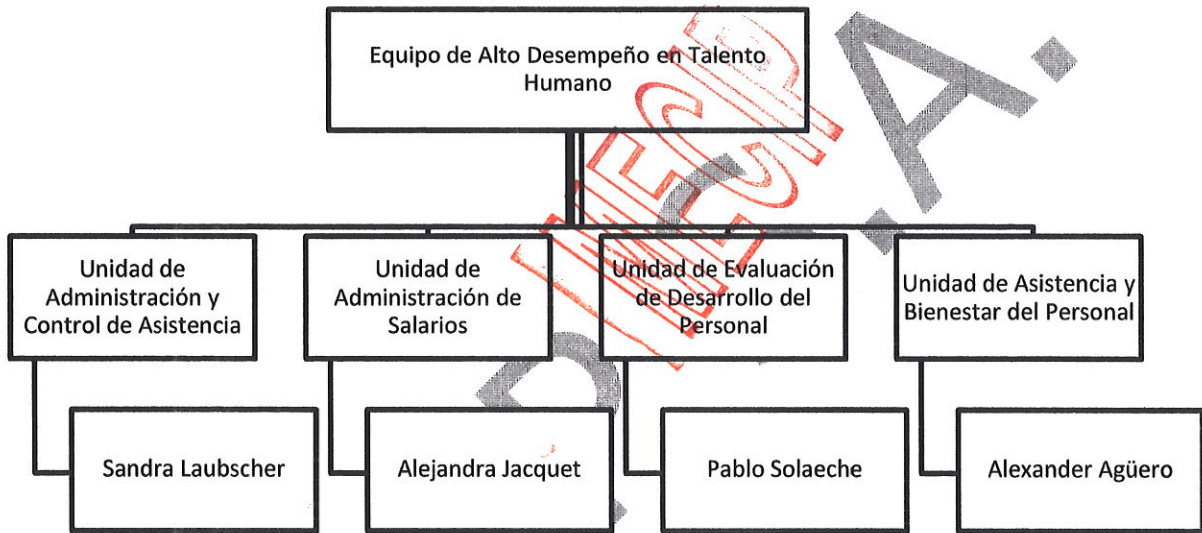 Equipo de Alto Desempeño en Talento
Humano
Unidad de
Administración y
Control de Asistencia
Unidad de
Administración de
Salarios
Unidad de Evaluación
de Desarrollo del
Personal
Unidad de Asistencia y
Bienestar del Personal
Sandra Laubscher
Alejandra Jacquet
Pablo Solaeche
Alexander Agüero
MECIP